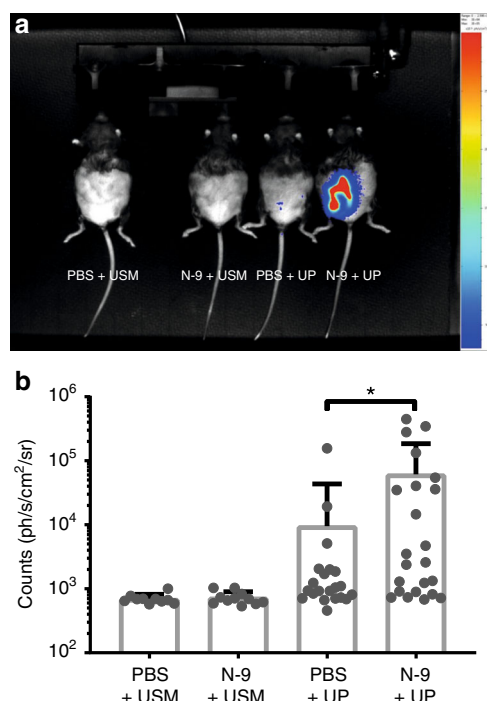 a
PBS + USM
N-9 + USM
PBS + UP
N-9 + UP
b
Counts (ph/s/cm²/sr)
10⁶
10⁵
10⁴
10³
10²
*
PBS
+ USM
N-9
+ USM
PBS
+ UP
N-9
+ UP